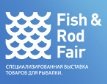 Fish &
Rod
Fair
СПЕЦИАЛИЗИРОВАННАЯ ВЫСТАВКА
ТОВАРОВ ДЛЯ РЫБАЛКИ.